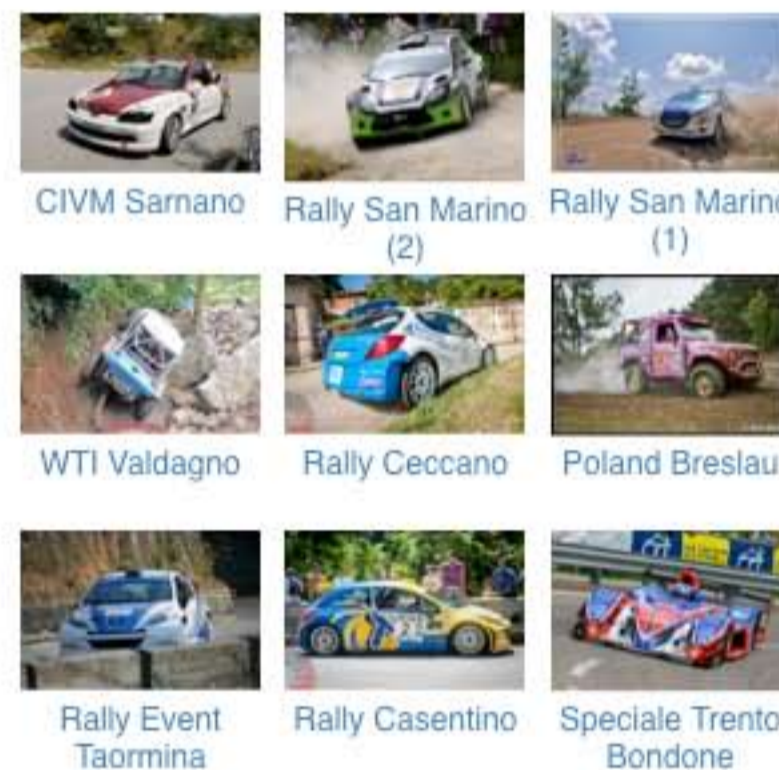 CIVM Sarnano
Rally San Marino
(2)
Rally San Marino
(1)
WTI Valdagno
Rally Ceccano
Poland Breslau
Rally Event
Taormina
Rally Casentino
Speciale Trento
Bondone